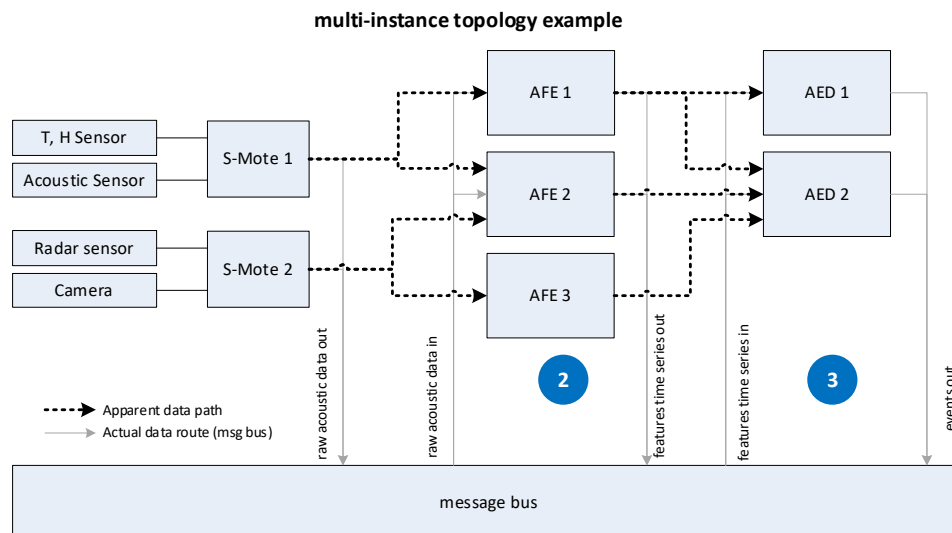 multi-instance topology example
AFE 1
AED 1
T, H Sensor
S-Mote 1
Acoustic Sensor
AFE 2
AED 2
Radar sensor
S-Mote 2
Camera
AFE 3
raw acoustic data out
raw acoustic data in
features time series out
features time series in
events out
2
3
Apparent data path
Actual data route (msg bus)
message bus